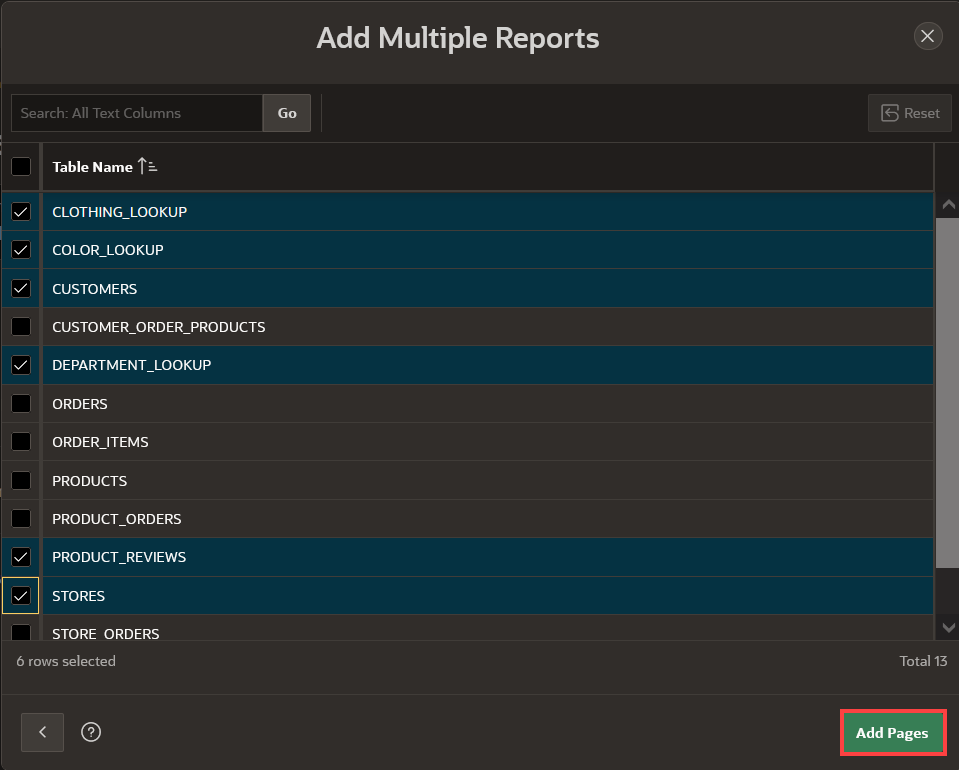 Add Multiple Reports
Search: All Text Columns
Go
Reset
Table Name
CLOTHING_LOOKUP
COLOR_LOOKUP
CUSTOMERS
CUSTOMER_ORDER_PRODUCTS
DEPARTMENT_LOOKUP
ORDERS
ORDER_ITEMS
PRODUCTS
PRODUCT_ORDERS
PRODUCT_REVIEWS
STORES
STORE_ORDERS
6 rows selected
Total 13
Add Pages